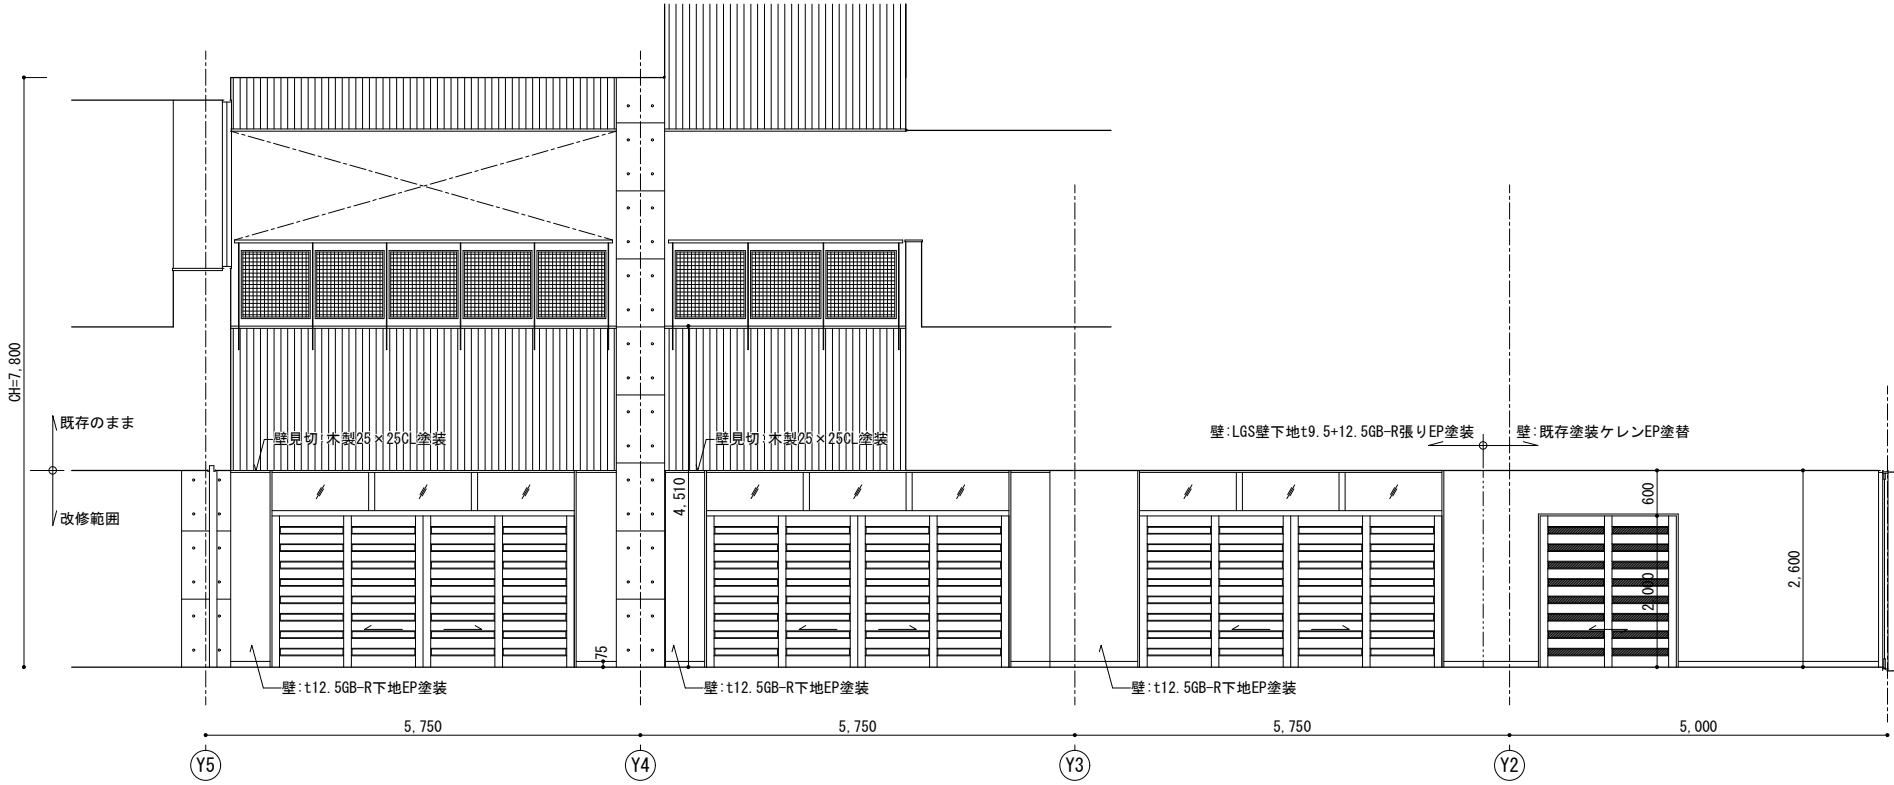 CH=7,800
既存のまま
改修範囲
壁見切:木製25×25CL塗装
壁見切:木製25×25CL塗装
壁:LGS壁下地t9.5+12.5GB-R張りEP塗装
壁:既存塗装ケレンEP塗替
4,510
600
2,000
2,600
75
壁:t12.5GB-R下地EP塗装
壁:t12.5GB-R下地EP塗装
壁:t12.5GB-R下地EP塗装
5,750
5,750
5,750
5,000
Y5
Y4
Y3
Y2